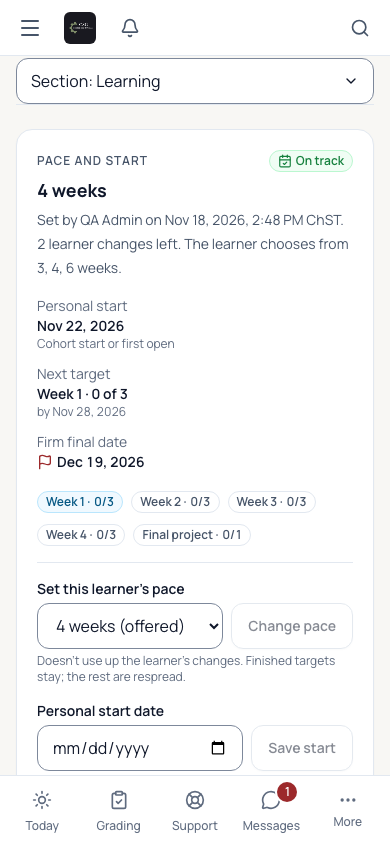 Section: Learning
PACE AND START
On track
4 weeks
Set by QA Admin on Nov 18, 2026, 2:48 PM ChST.
2 learner changes left. The learner chooses from
3, 4, 6 weeks.
Personal start
Nov 22, 2026
Cohort start or first open
Next target
Week 1 · 0 of 3
by Nov 28, 2026
Firm final date
Dec 19, 2026
Week 1 · 0/3 Week 2 · 0/3 Week 3 · 0/3
Week 4 · 0/3 Final project · 0/1
Set this learner's pace
4 weeks (offered) Change pace
Doesn't use up the learner's changes. Finished targets
stay; the rest are respread.
Personal start date
mm/dd/yyyy Save start
1
Today Grading Support Messages More